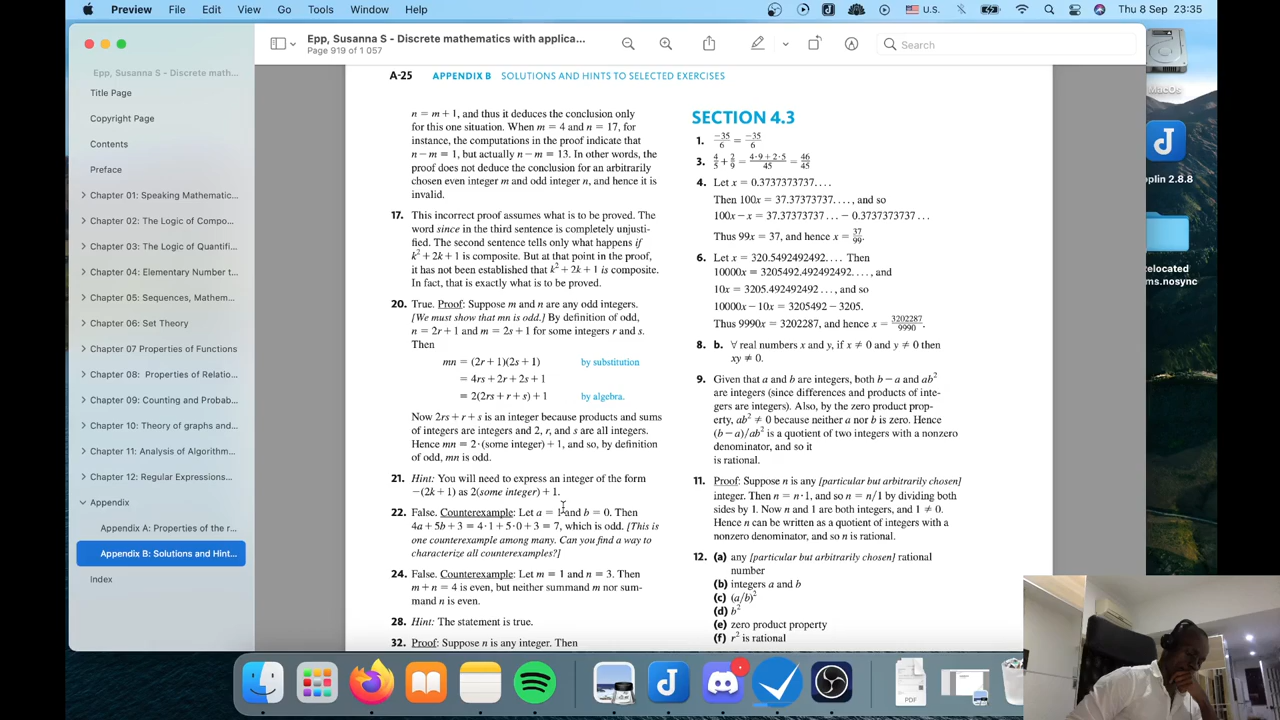 Preview File Edit View Go Tools Window Help
U.S. Thu 8 Sep 23:35
Epp, Susanna S - Discrete mathematics with applica...
Page 919 of 1 057
Search
Epp, Susanna S - Discrete math...
Title Page
Copyright Page
Contents
Preface
Chapter 01: Speaking Mathematic...
Chapter 02: The Logic of Compo...
Chapter 03: The Logic of Quantifi...
Chapter 04: Elementary Number t...
Chapter 05: Sequences, Mathem...
Chapter 06: Set Theory
Chapter 07 Properties of Functions
Chapter 08: Properties of Relatio...
Chapter 09: Counting and Probab...
Chapter 10: Theory of graphs and...
Chapter 11: Analysis of Algorithm...
Chapter 12: Regular Expressions...
Appendix
Appendix A: Properties of the r...
Appendix B: Solutions and Hint...
Index
A-25 APPENDIX B SOLUTIONS AND HINTS TO SELECTED EXERCISES
n = m + 1, and thus it deduces the conclusion only
for this one situation. When m = 4 and n = 17, for
instance, the computations in the proof indicate that
n − m = 1, but actually n − m = 13. In other words, the
proof does not deduce the conclusion for an arbitrarily
chosen even integer m and odd integer n, and hence it is
invalid.
17. This incorrect proof assumes what is to be proved. The
word since in the third sentence is completely unjusti-
fied. The second sentence tells only what happens if
k² + 2k + 1 is composite. But at that point in the proof,
it has not been established that k² + 2k + 1 is composite.
In fact, that is exactly what is to be proved.
20. True. Proof: Suppose m and n are any odd integers.
[We must show that mn is odd.] By definition of odd,
n = 2r + 1 and m = 2s + 1 for some integers r and s.
Then
mn = (2r + 1)(2s + 1) by substitution
= 4rs + 2r + 2s + 1
= 2(2rs + r + s) + 1 by algebra.
Now 2rs + r + s is an integer because products and sums
of integers are integers and 2, r, and s are all integers.
Hence mn = 2 · (some integer) + 1, and so, by definition
of odd, mn is odd.
21. Hint: You will need to express an integer of the form
−(2k + 1) as 2(some integer) + 1.
22. False. Counterexample: Let a = 1 and b = 0. Then
4a + 5b + 3 = 4 · 1 + 5 · 0 + 3 = 7, which is odd. [This is
one counterexample among many. Can you find a way to
characterize all counterexamples?]
24. False. Counterexample: Let m = 1 and n = 3. Then
m + n = 4 is even, but neither summand m nor sum-
mand n is even.
28. Hint: The statement is true.
32. Proof: Suppose n is any integer. Then
SECTION 4.3
1. −35/6 = −35/6
3. 4/5 + 2/9 = 4·9 + 2·5/45 = 46/45
4. Let x = 0.3737373737....
Then 100x = 37.37373737...., and so
100x − x = 37.37373737... − 0.3737373737...
Thus 99x = 37, and hence x = 37/99.
6. Let x = 320.5492492492.... Then
10000x = 3205492.492492492..., and
10x = 3205.492492492..., and so
10000x − 10x = 3205492 − 3205.
Thus 9990x = 3202287, and hence x = 3202287/9990.
8. b. ∀ real numbers x and y, if x ≠ 0 and y ≠ 0 then
xy ≠ 0.
9. Given that a and b are integers, both b − a and ab²
are integers (since differences and products of inte-
gers are integers). Also, by the zero product prop-
erty, ab² ≠ 0 because neither a nor b is zero. Hence
(b − a)/ab² is a quotient of two integers with a nonzero
denominator, and so it
is rational.
11. Proof: Suppose n is any [particular but arbitrarily chosen]
integer. Then n = n · 1, and so n = n/1 by dividing both
sides by 1. Now n and 1 are both integers, and 1 ≠ 0.
Hence n can be written as a quotient of integers with a
nonzero denominator, and so n is rational.
12. (a) any [particular but arbitrarily chosen] rational
number
(b) integers a and b
(c) (a/b)²
(d) b²
(e) zero product property
(f) r² is rational
MacOs
oplin 2.8.8
elocated
ms.nosync
PDF